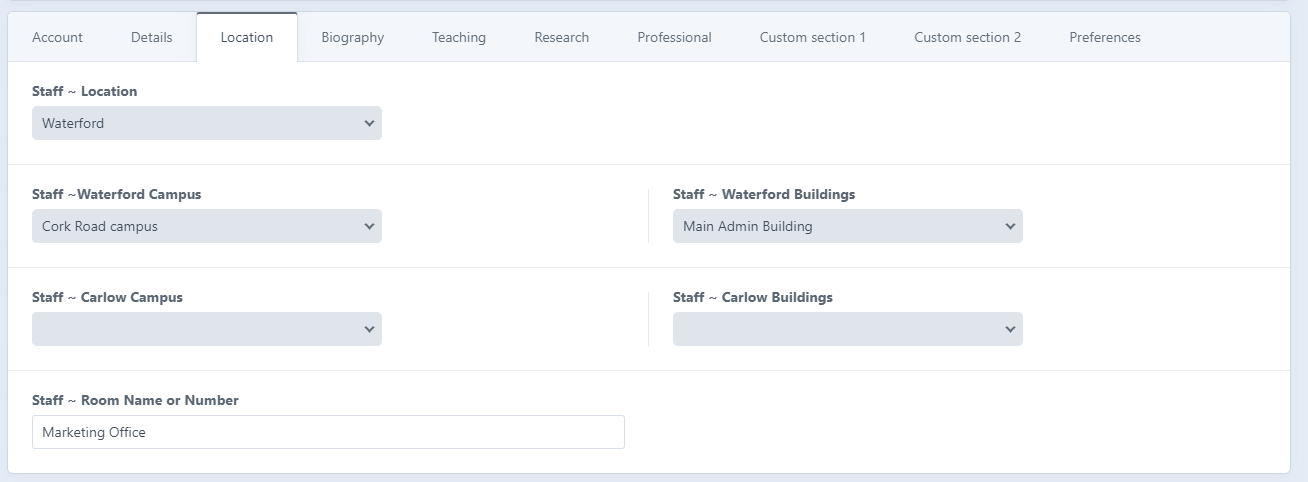 Account Details Location Biography Teaching Research Professional Custom section 1 Custom section 2 Preferences
Staff ~ Location
Waterford
Staff ~Waterford Campus
Cork Road campus
Staff ~ Waterford Buildings
Main Admin Building
Staff ~ Carlow Campus
Staff ~ Carlow Buildings
Staff ~ Room Name or Number
Marketing Office